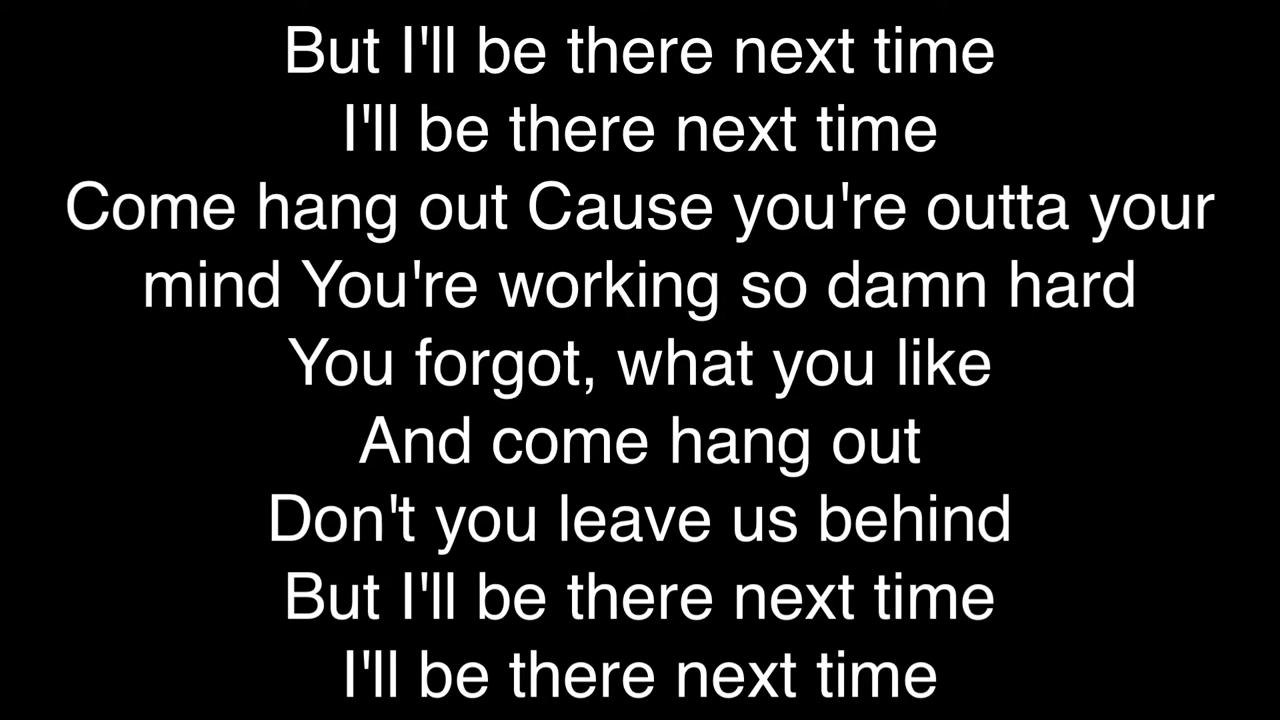 But I'll be there next time
I'll be there next time
Come hang out Cause you're outta your
mind You're working so damn hard
You forgot, what you like
And come hang out
Don't you leave us behind
But I'll be there next time
I'll be there next time